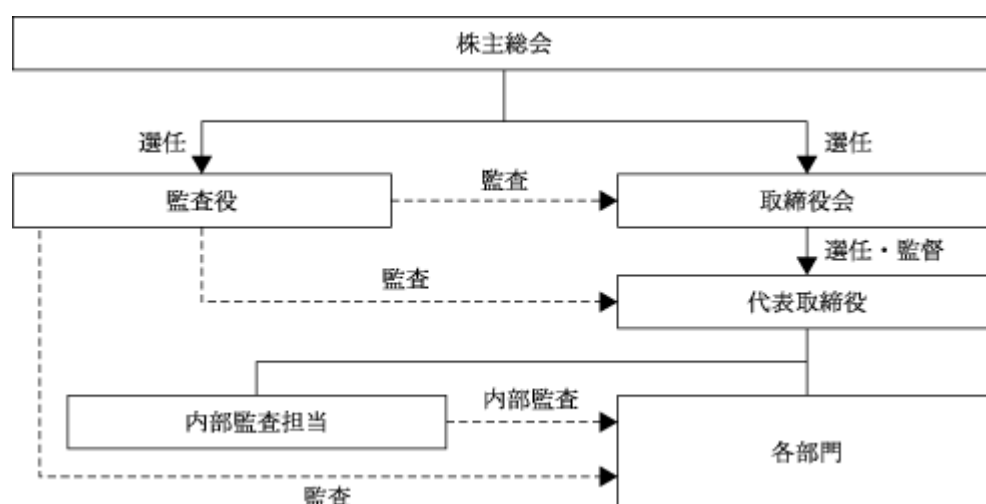 株主総会
選任
選任
監査役
監査
取締役会
選任・監督
監査
代表取締役
内部監査担当
内部監査
各部門
監査